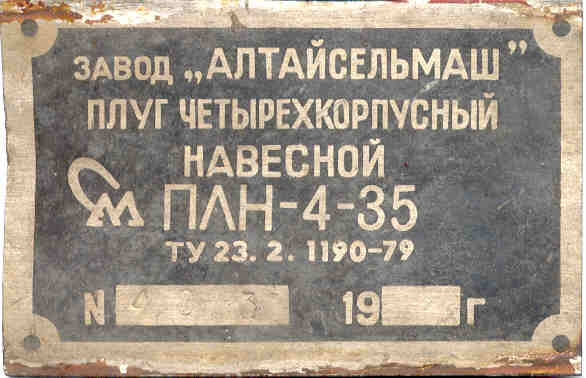 ЗАВОД „АЛТАЙСЕЛЬМАШ”
ПЛУГ ЧЕТЫРЕХКОРПУСНЫЙ
НАВЕСНОЙ
ПЛН-4-35
ТУ 23. 2. 1190-79
N 19 г